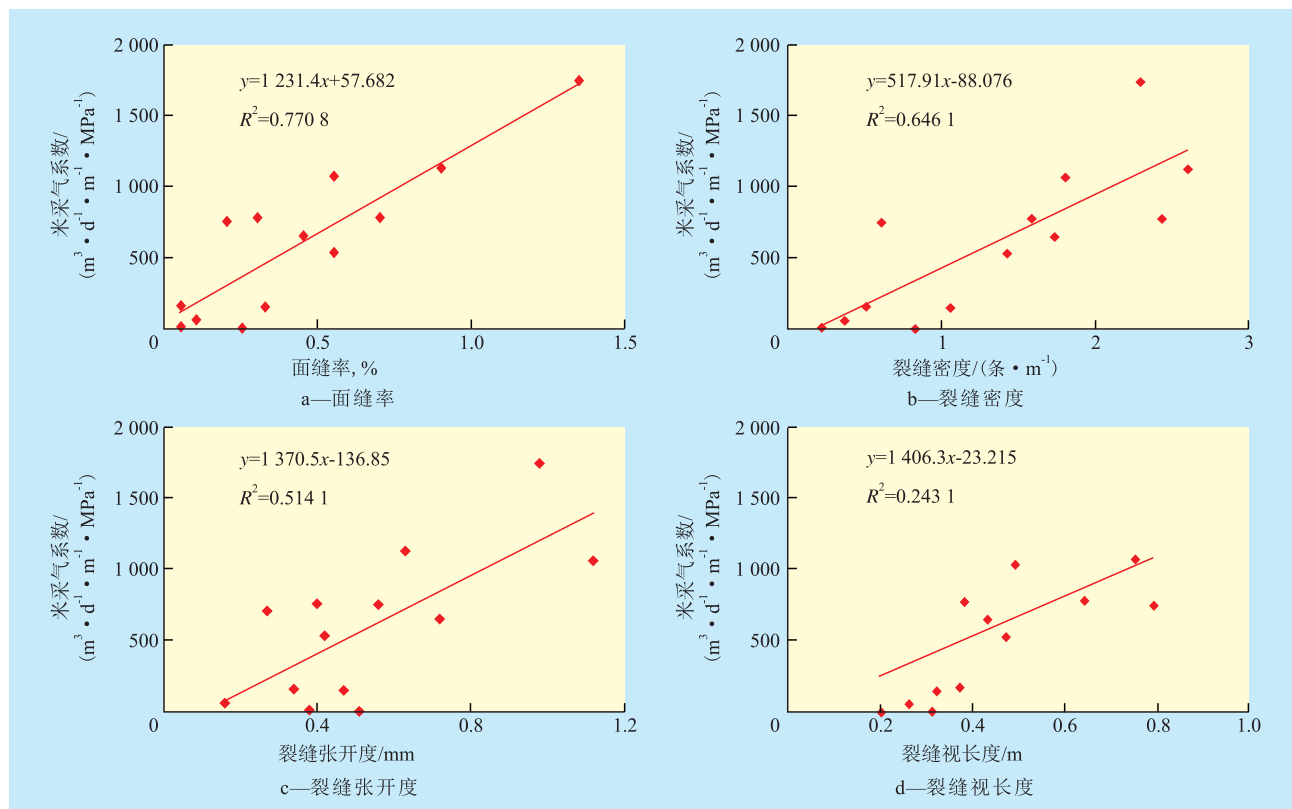 2 000
1 500
1 000
500
0
0.5
1.0
1.5
米采气系数/
(m³·d⁻¹·m⁻¹·MPa⁻¹)
y=1 231.4x+57.682
R²=0.770 8
面缝率,%
a—面缝率
2 000
1 500
1 000
500
0
1
2
3
米采气系数/
(m³·d⁻¹·m⁻¹·MPa⁻¹)
y=517.91x-88.076
R²=0.646 1
裂缝密度/(条·m⁻¹)
b—裂缝密度
2 000
1 500
1 000
500
0
0.4
0.8
1.2
米采气系数/
(m³·d⁻¹·m⁻¹·MPa⁻¹)
y=1 370.5x-136.85
R²=0.514 1
裂缝张开度/mm
c—裂缝张开度
2 000
1 500
1 000
500
0
0.2
0.4
0.6
0.8
1.0
米采气系数/
(m³·d⁻¹·m⁻¹·MPa⁻¹)
y=1 406.3x-23.215
R²=0.243 1
裂缝视长度/m
d—裂缝视长度